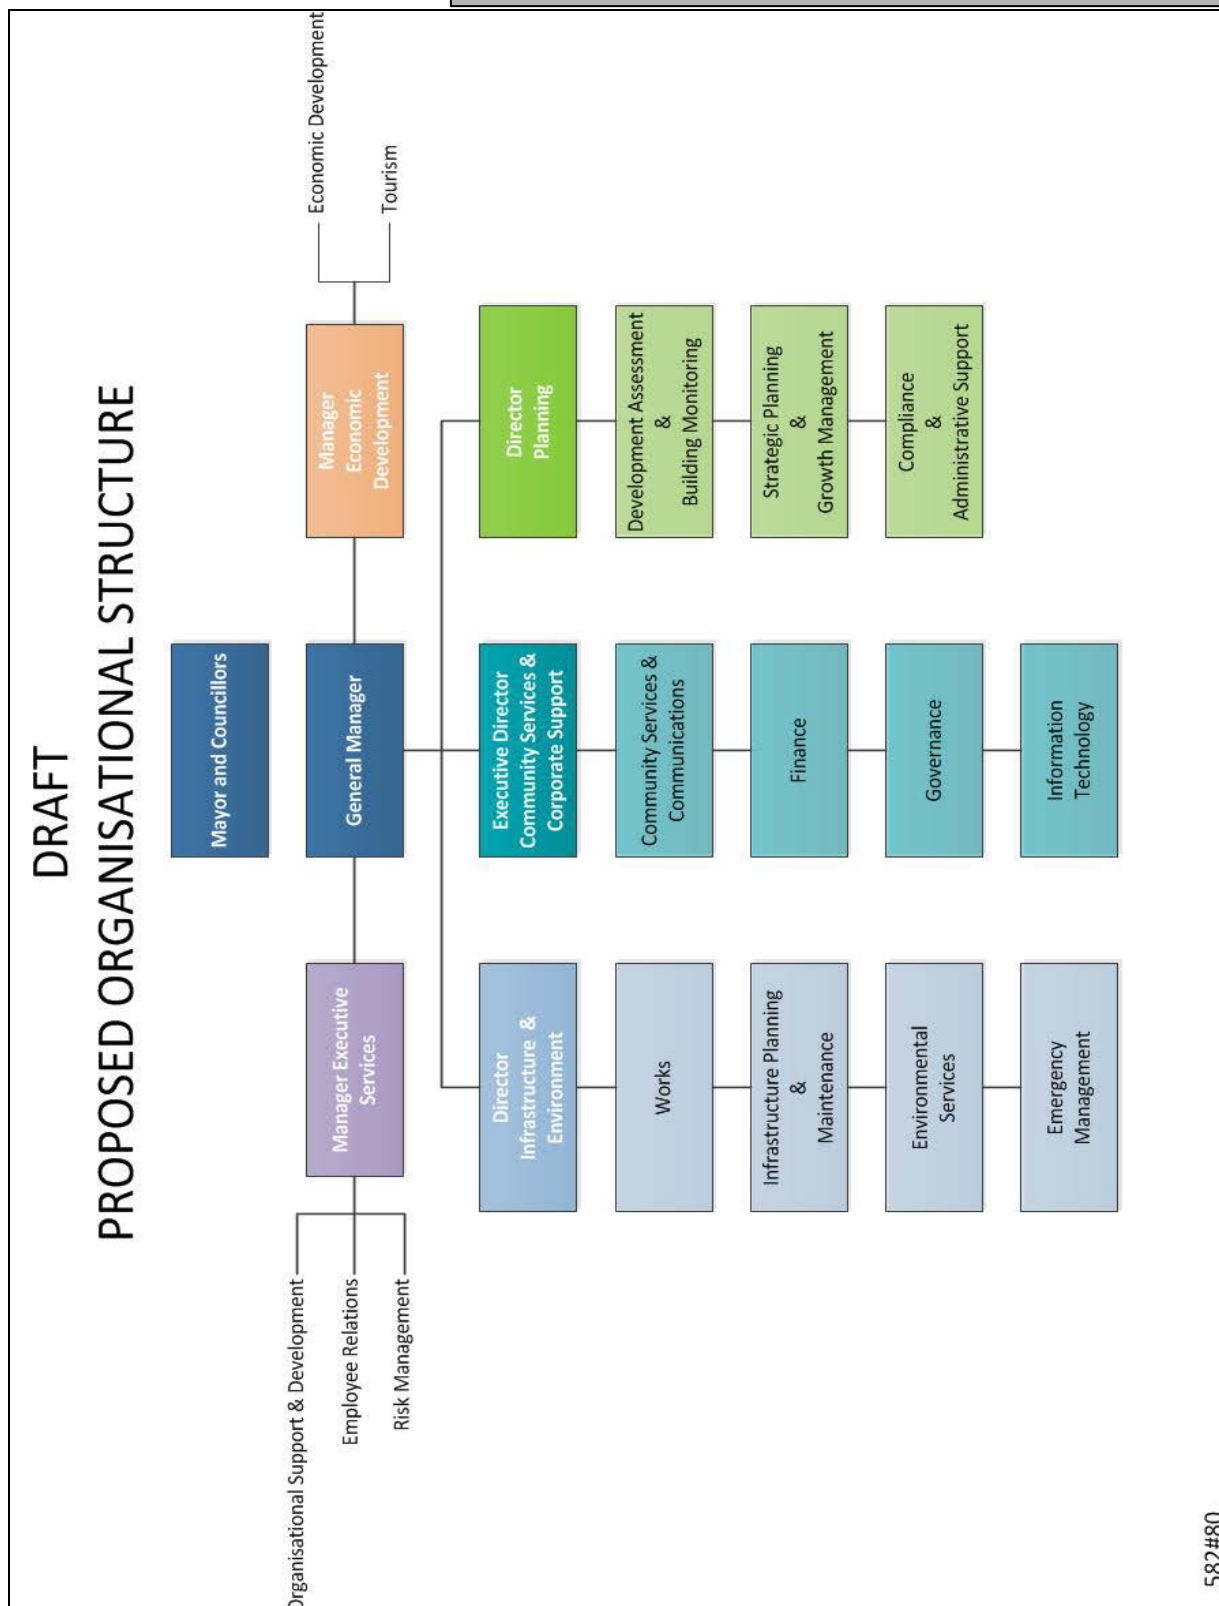 DRAFT
PROPOSED ORGANISATIONAL STRUCTURE
Mayor and Councillors
Organisational Support & Development
Employee Relations
Risk Management
Manager Executive
Services
General Manager
Manager
Economic
Development
Economic Development
Tourism
Director
Infrastructure &
Environment
Executive Director
Community Services &
Corporate Support
Director
Planning
Works
Community Services &
Communications
Development Assessment
&
Building Monitoring
Infrastructure Planning
&
Maintenance
Finance
Strategic Planning
&
Growth Management
Environmental
Services
Governance
Compliance
&
Administrative Support
Emergency
Management
Information
Technology
582#80